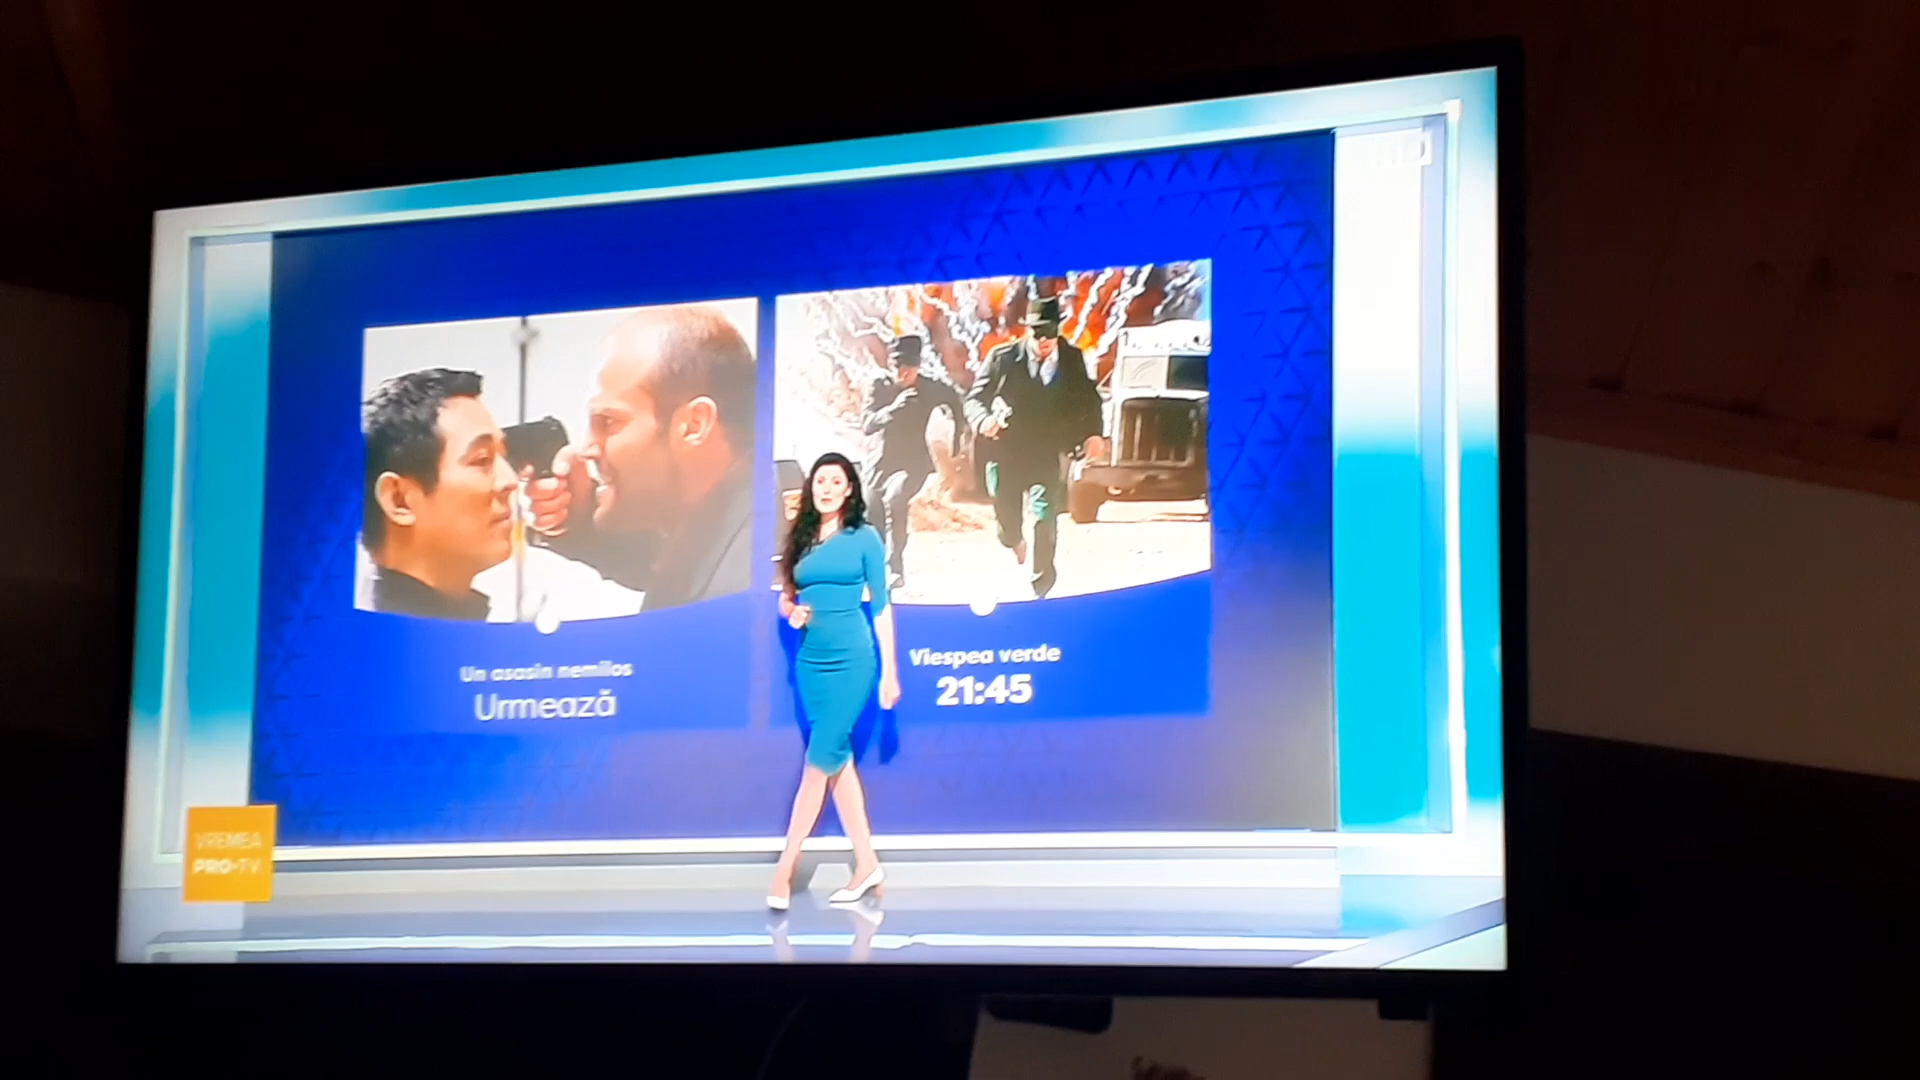 Un asasin nemilos
Urmează
Viespea verde
21:45
VREMEA
PRO•TV